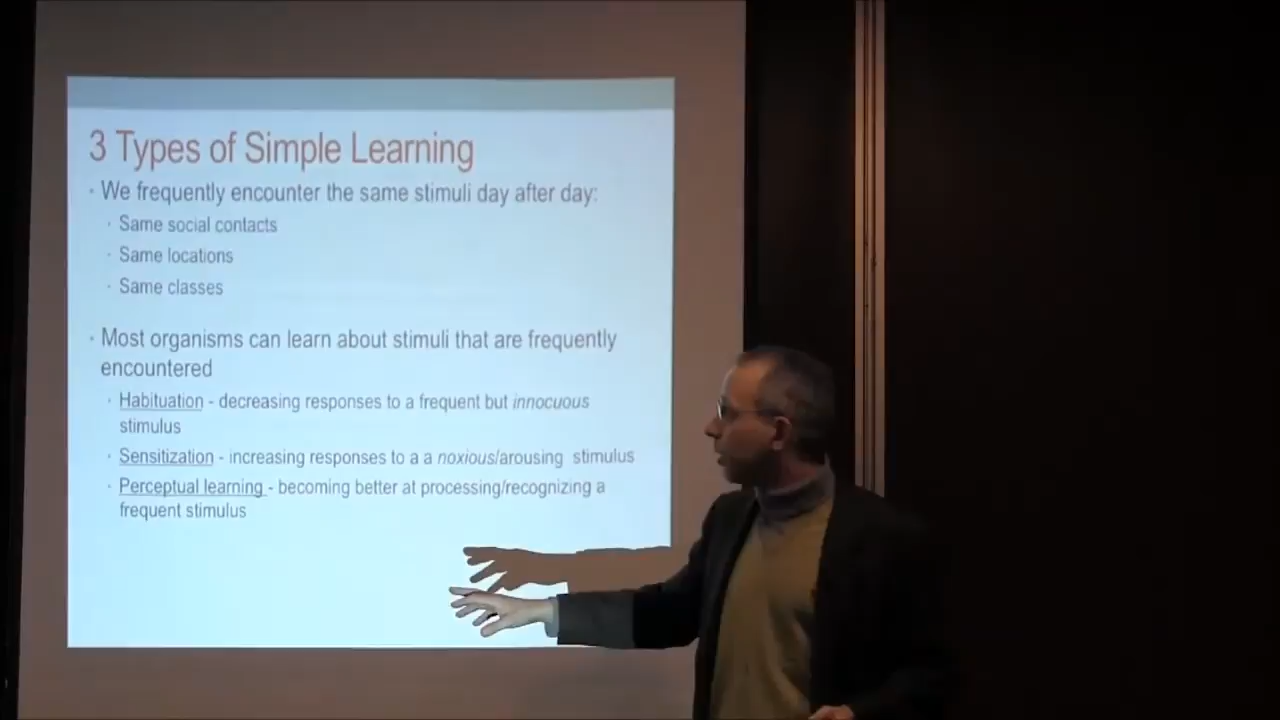 3 Types of Simple Learning
· We frequently encounter the same stimuli day after day:
· Same social contacts
· Same locations
· Same classes
· Most organisms can learn about stimuli that are frequently
encountered
· Habituation - decreasing responses to a frequent but innocuous
stimulus
· Sensitization - increasing responses to a a noxious/arousing stimulus
· Perceptual learning - becoming better at processing/recognizing a
frequent stimulus